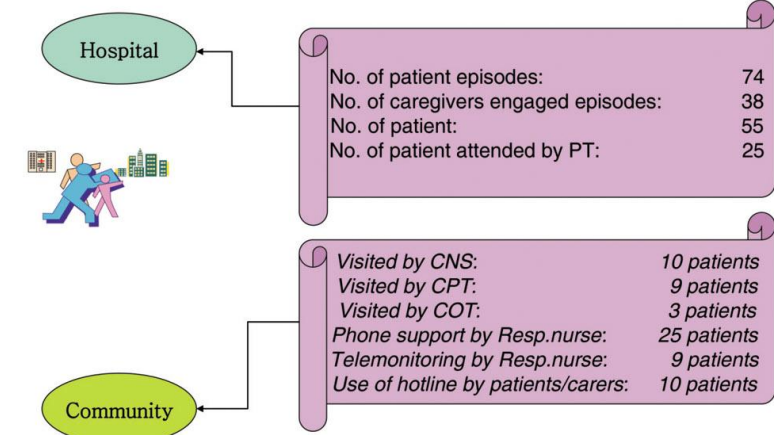 Hospital
No. of patient episodes: 74
No. of caregivers engaged episodes: 38
No. of patient: 55
No. of patient attended by PT: 25
Visited by CNS: 10 patients
Visited by CPT: 9 patients
Visited by COT: 3 patients
Phone support by Resp.nurse: 25 patients
Telemonitoring by Resp.nurse: 9 patients
Use of hotline by patients/carers: 10 patients
Community